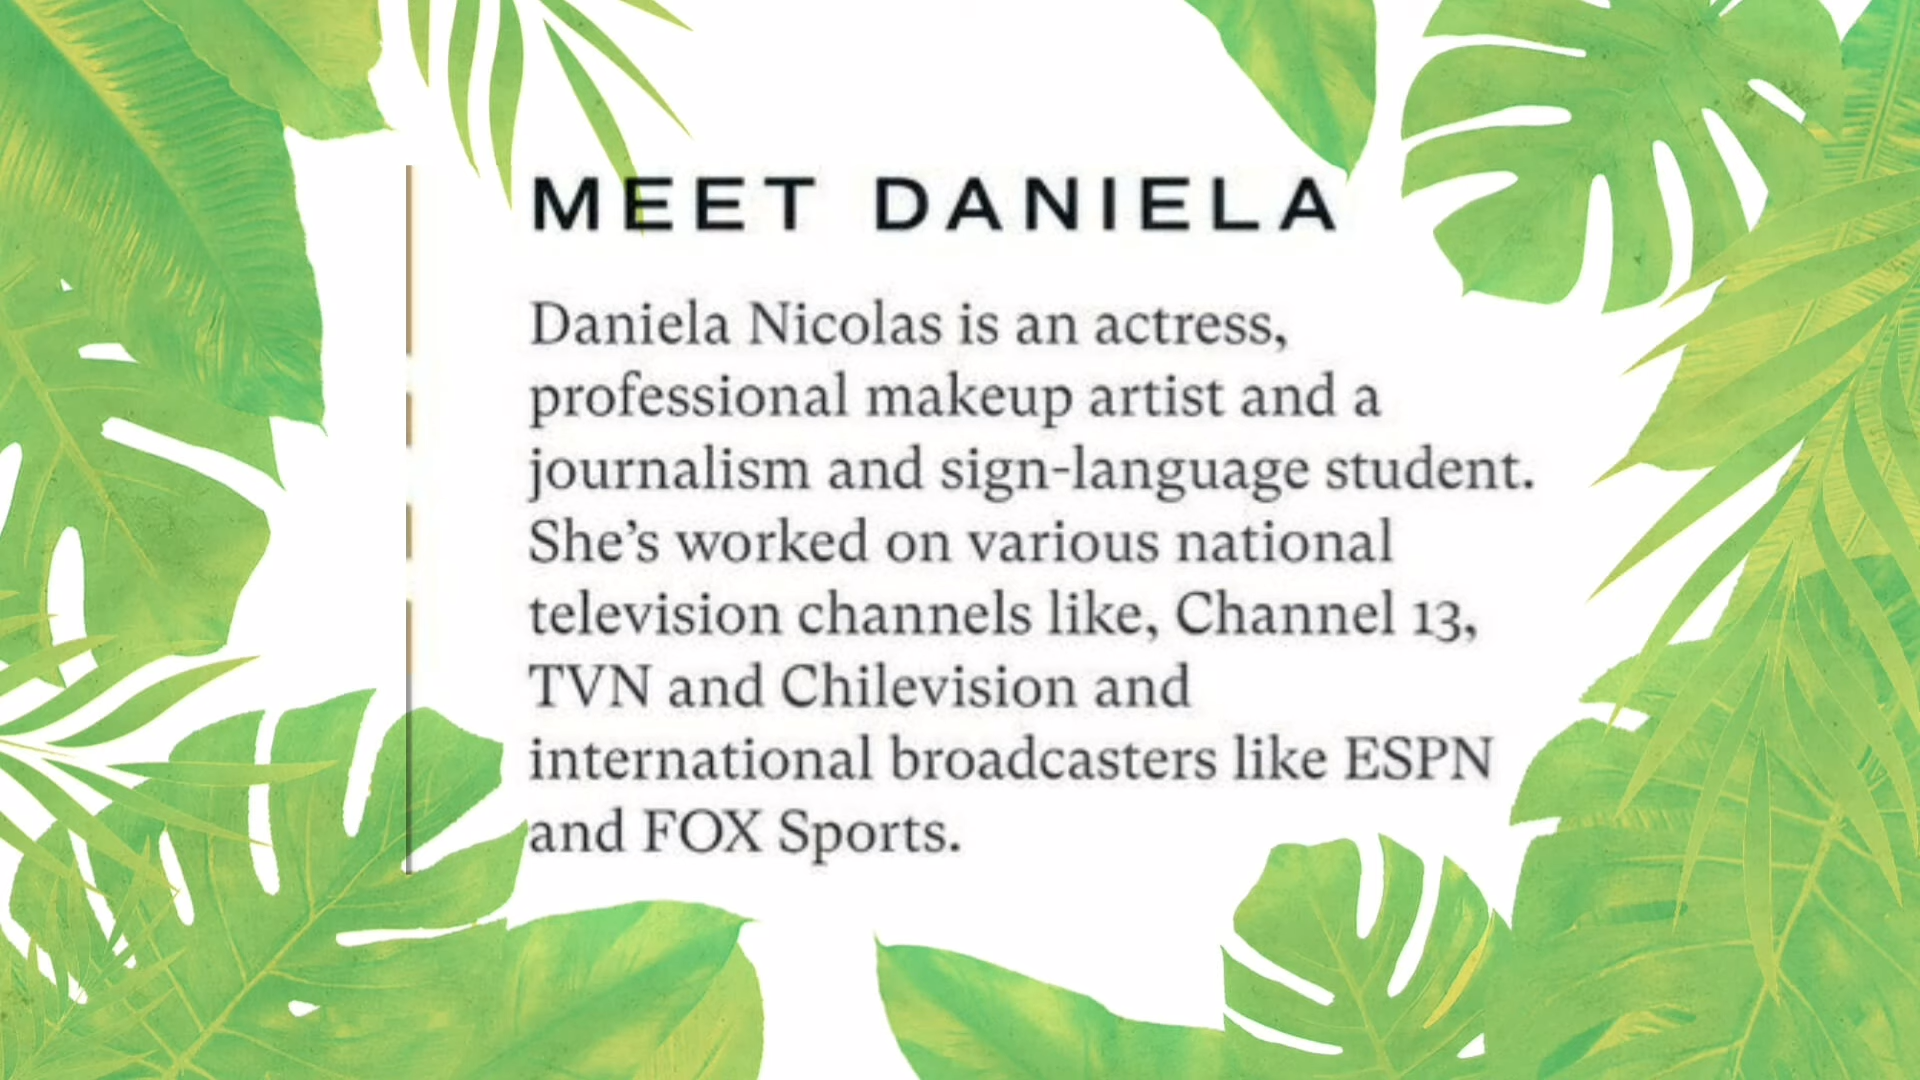 MEET DANIELA
Daniela Nicolas is an actress,
professional makeup artist and a
journalism and sign-language student.
She’s worked on various national
television channels like, Channel 13,
TVN and Chilevision and
international broadcasters like ESPN
and FOX Sports.